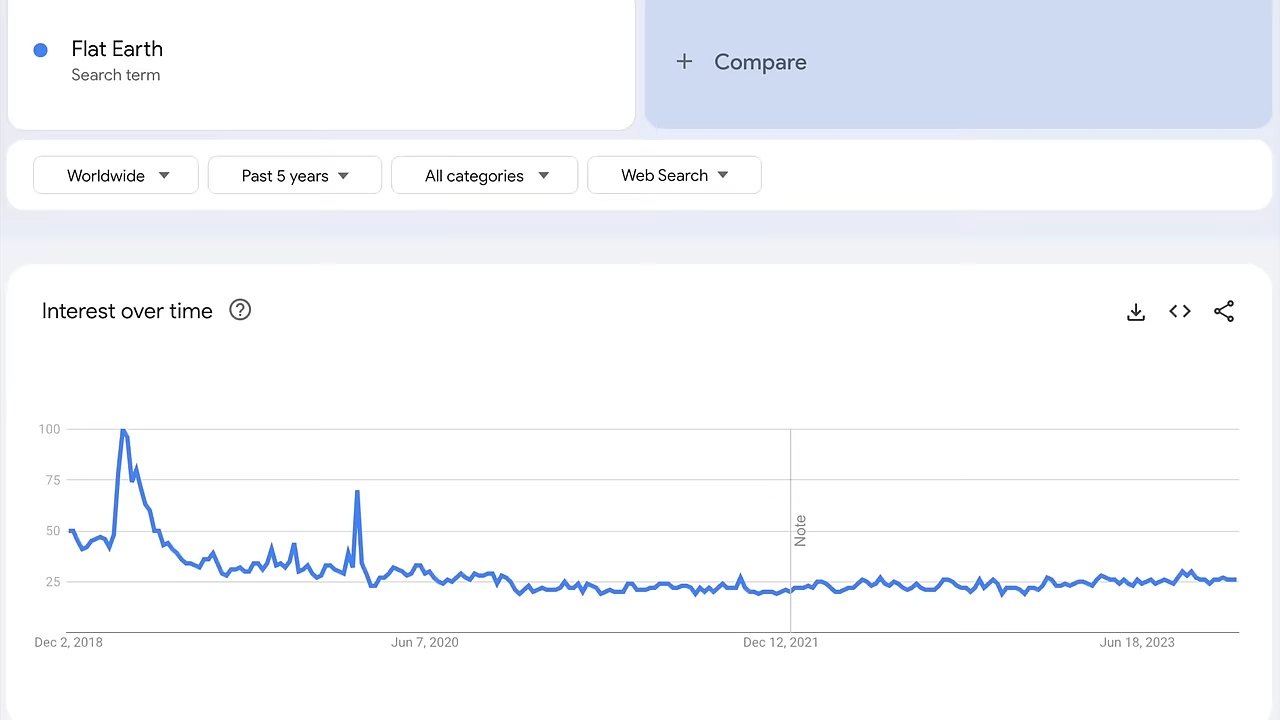 Flat Earth
Search term
+ Compare
Worldwide
Past 5 years
All categories
Web Search
Interest over time ?
100
75
50
25
Note
Dec 2, 2018
Jun 7, 2020
Dec 12, 2021
Jun 18, 2023